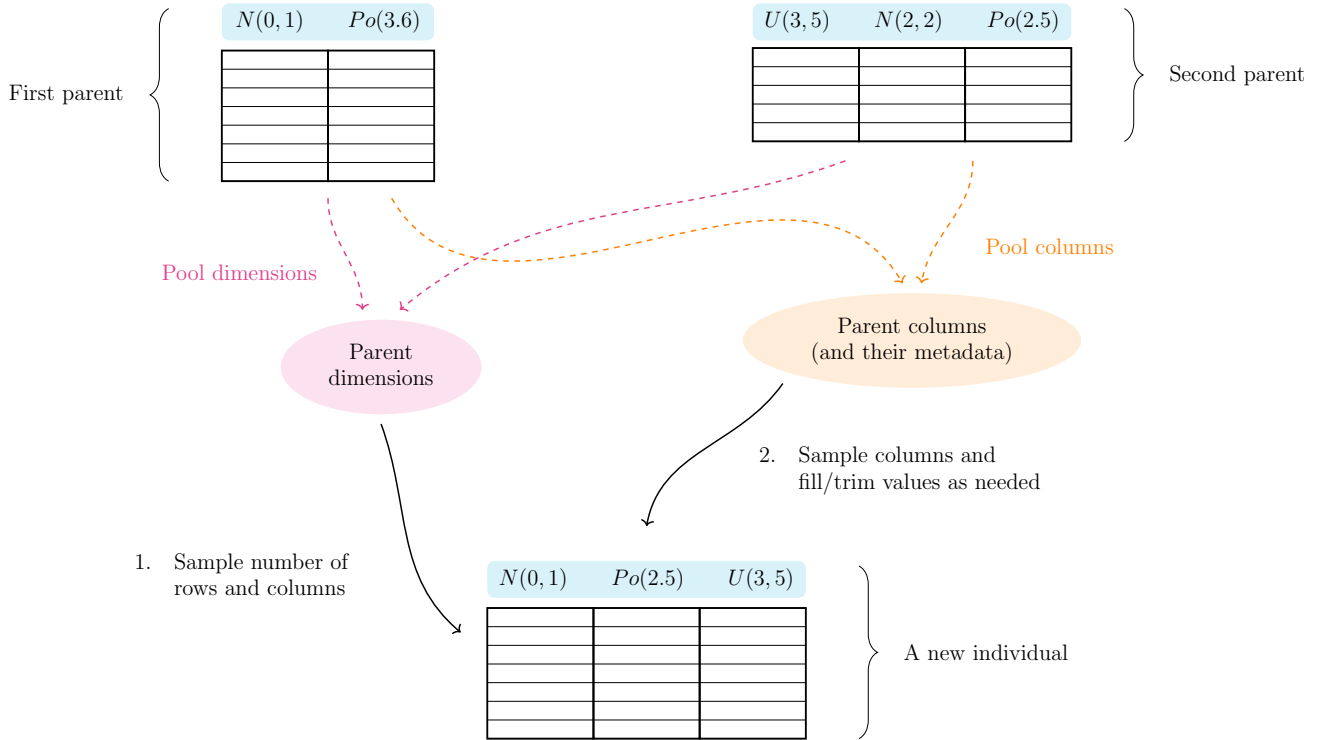 N(0, 1) Po(3.6)
U(3, 5) N(2, 2) Po(2.5)
First parent
Second parent
Pool dimensions
Pool columns
Parent
dimensions
Parent columns
(and their metadata)
2. Sample columns and
fill/trim values as needed
1. Sample number of
rows and columns
N(0, 1) Po(2.5) U(3, 5)
A new individual